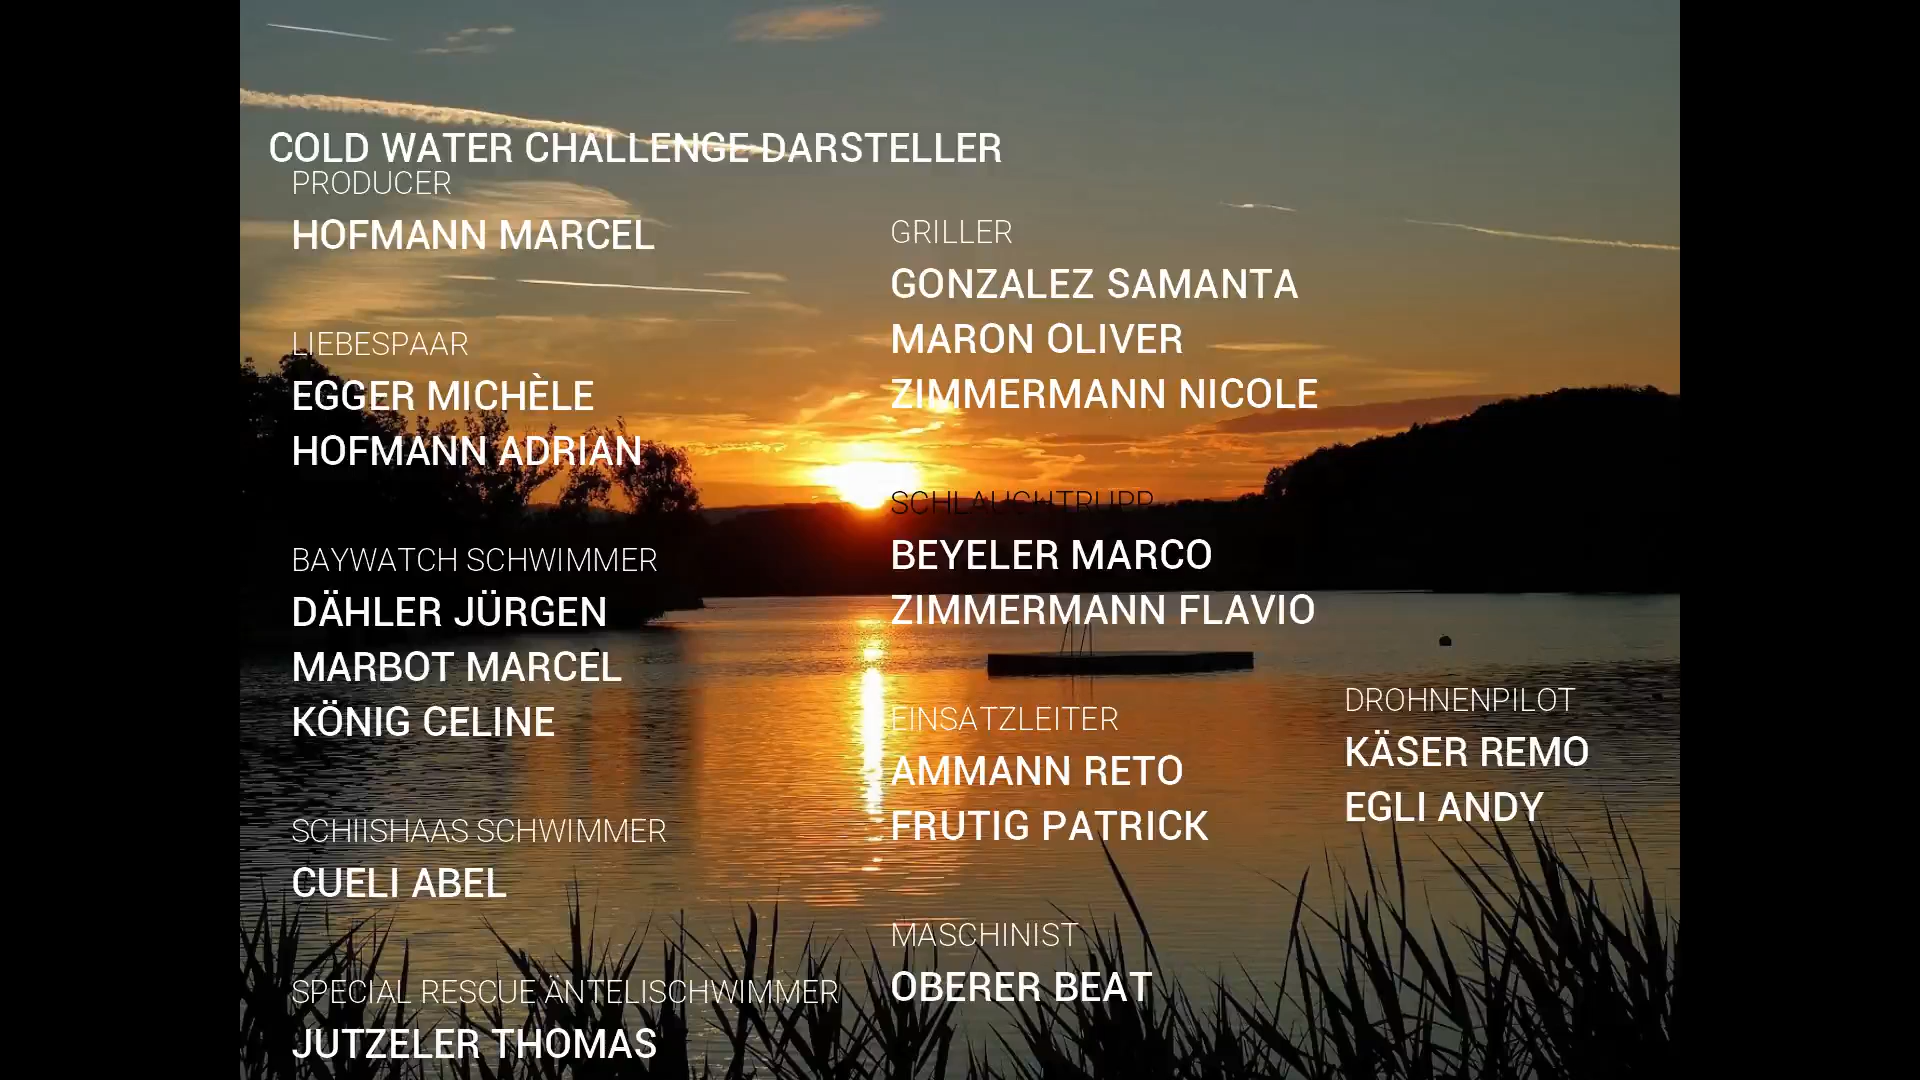 COLD WATER CHALLENGE DARSTELLER
PRODUCER
HOFMANN MARCEL
LIEBESPAAR
EGGER MICHÈLE
HOFMANN ADRIAN
BAYWATCH SCHWIMMER
DÄHLER JÜRGEN
MARBOT MARCEL
KÖNIG CELINE
SCHIISHAAS SCHWIMMER
CUELI ABEL
SPECIAL RESCUE ÄNTELISCHWIMMER
JUTZELER THOMAS
GRILLER
GONZALEZ SAMANTA
MARON OLIVER
ZIMMERMANN NICOLE
SCHLAUCHTRUPP
BEYELER MARCO
ZIMMERMANN FLAVIO
EINSATZLEITER
AMMANN RETO
FRUTIG PATRICK
MASCHINIST
OBERER BEAT
DROHNENPILOT
KÄSER REMO
EGLI ANDY